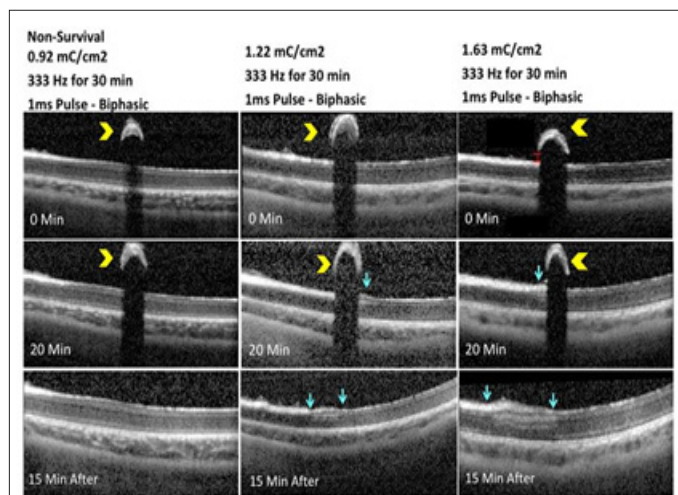 Non-Survival
0.92 mC/cm2
333 Hz for 30 min
1ms Pulse - Biphasic
1.22 mC/cm2
333 Hz for 30 min
1ms Pulse - Biphasic
1.63 mC/cm2
333 Hz for 30 min
1ms Pulse - Biphasic
0 Min
0 Min
0 Min
20 Min
20 Min
20 Min
15 Min After
15 Min After
15 Min After